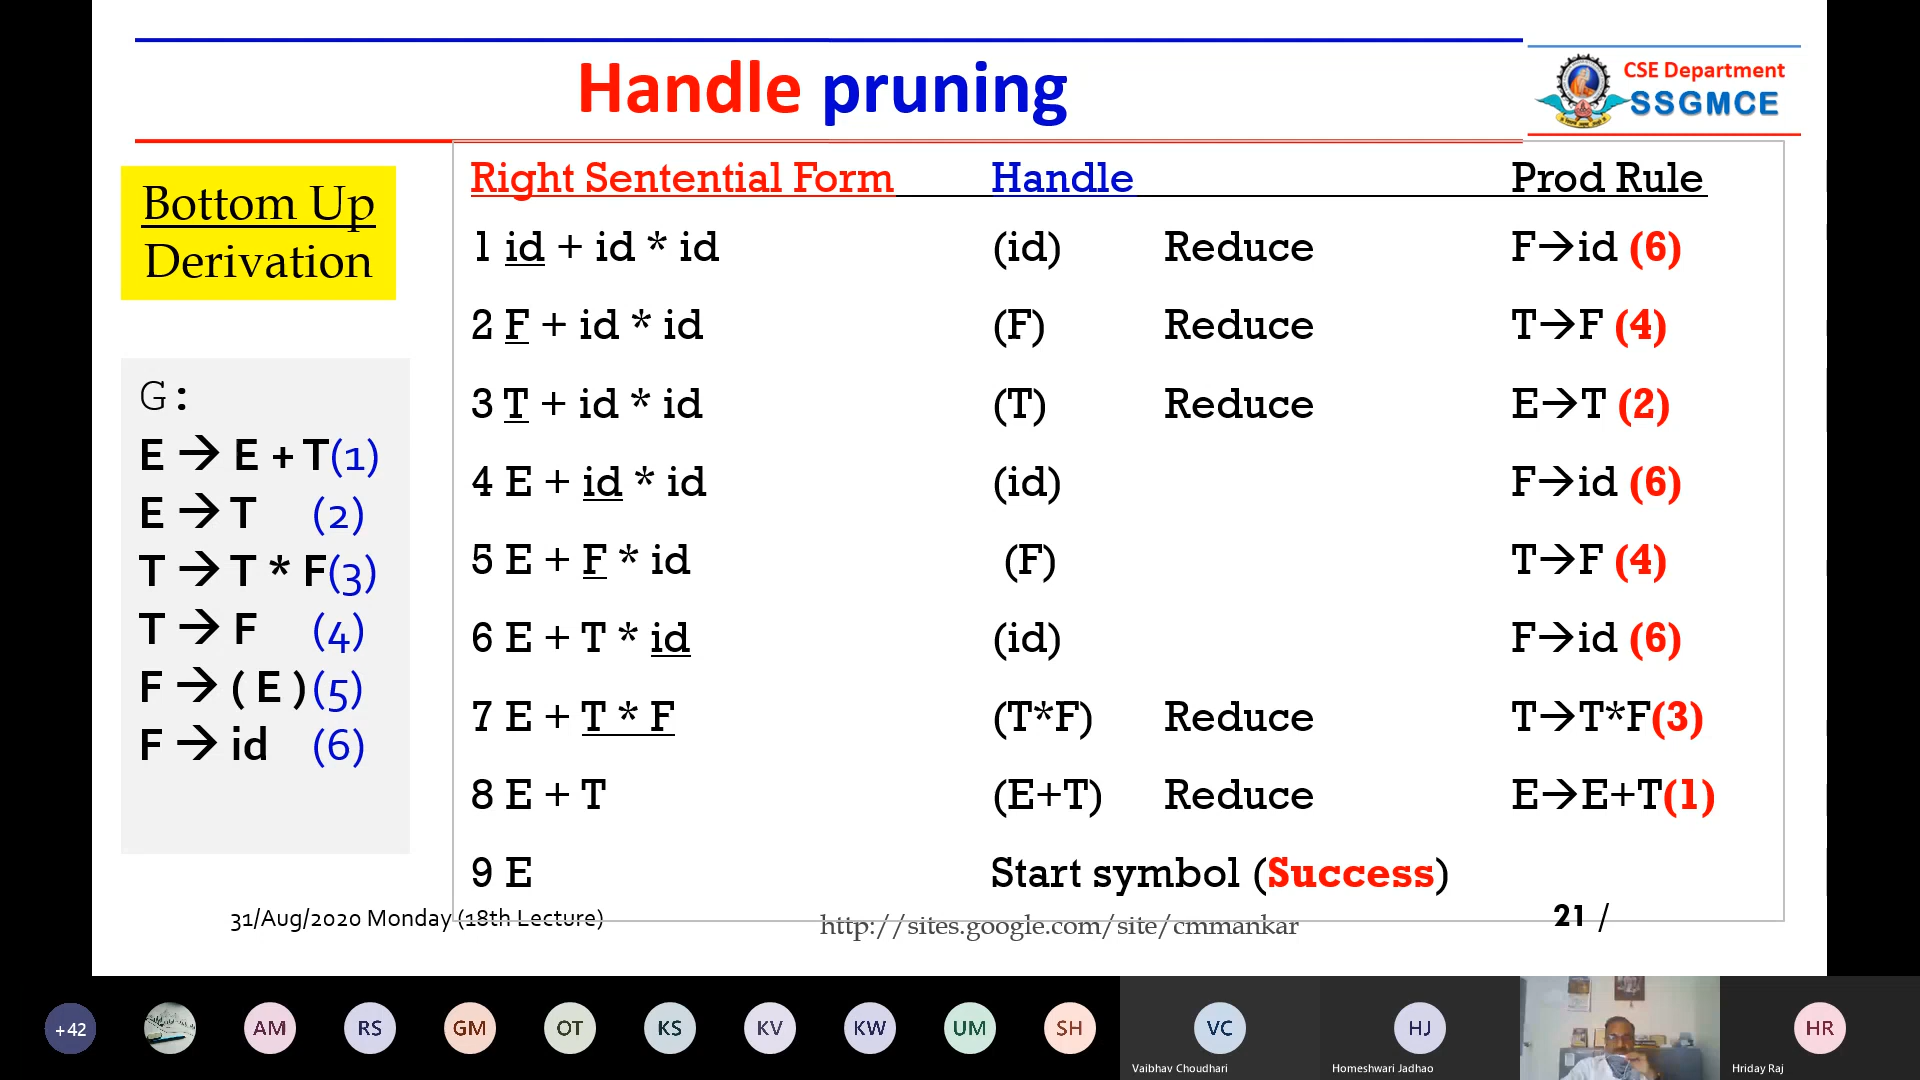 Handle pruning
CSE Department
SSGMCE
Bottom Up
Derivation
G:
E → E + T(1)
E → T (2)
T → T * F(3)
T → F (4)
F → ( E )(5)
F → id (6)
Right Sentential Form Handle Prod Rule
1 id + id * id (id) Reduce F→id (6)
2 F + id * id (F) Reduce T→F (4)
3 T + id * id (T) Reduce E→T (2)
4 E + id * id (id) F→id (6)
5 E + F * id (F) T→F (4)
6 E + T * id (id) F→id (6)
7 E + T * F (T*F) Reduce T→T*F(3)
8 E + T (E+T) Reduce E→E+T(1)
9 E Start symbol (Success)
31/Aug/2020 Monday (18th Lecture) http://sites.google.com/site/cmmankar 21 /
+42 AM RS GM OT KS KV KW UM SH VC HJ HR
Vaibhav Choudhari Homeshwari Jadhao Hriday Raj